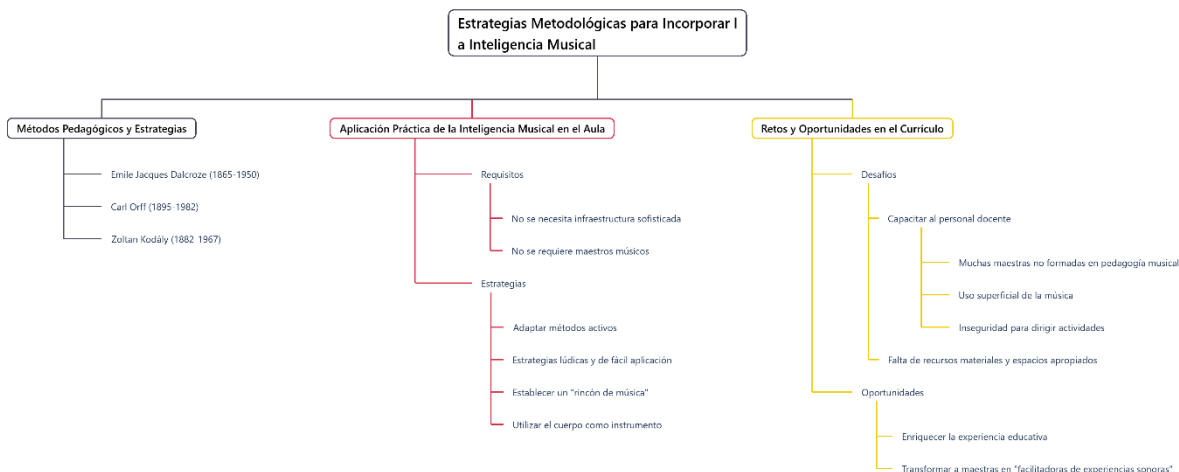 Estrategias Metodológicas para Incorporar l
a Inteligencia Musical
Métodos Pedagógicos y Estrategias
Emile Jacques Dalcroze (1865-1950)
Carl Orff (1895-1982)
Zoltan Kodály (1882-1967)
Aplicación Práctica de la Inteligencia Musical en el Aula
Requisitos
No se necesita infraestructura sofisticada
No se requiere maestros músicos
Estrategias
Adaptar métodos activos
Estrategias lúdicas y de fácil aplicación
Establecer un "rincón de música"
Utilizar el cuerpo como instrumento
Retos y Oportunidades en el Currículo
Desafíos
Capacitar al personal docente
Muchas maestras no formadas en pedagogía musical
Uso superficial de la música
Inseguridad para dirigir actividades
Falta de recursos materiales y espacios apropiados
Oportunidades
Enriquecer la experiencia educativa
Transformar a maestras en "facilitadoras de experiencias sonoras"